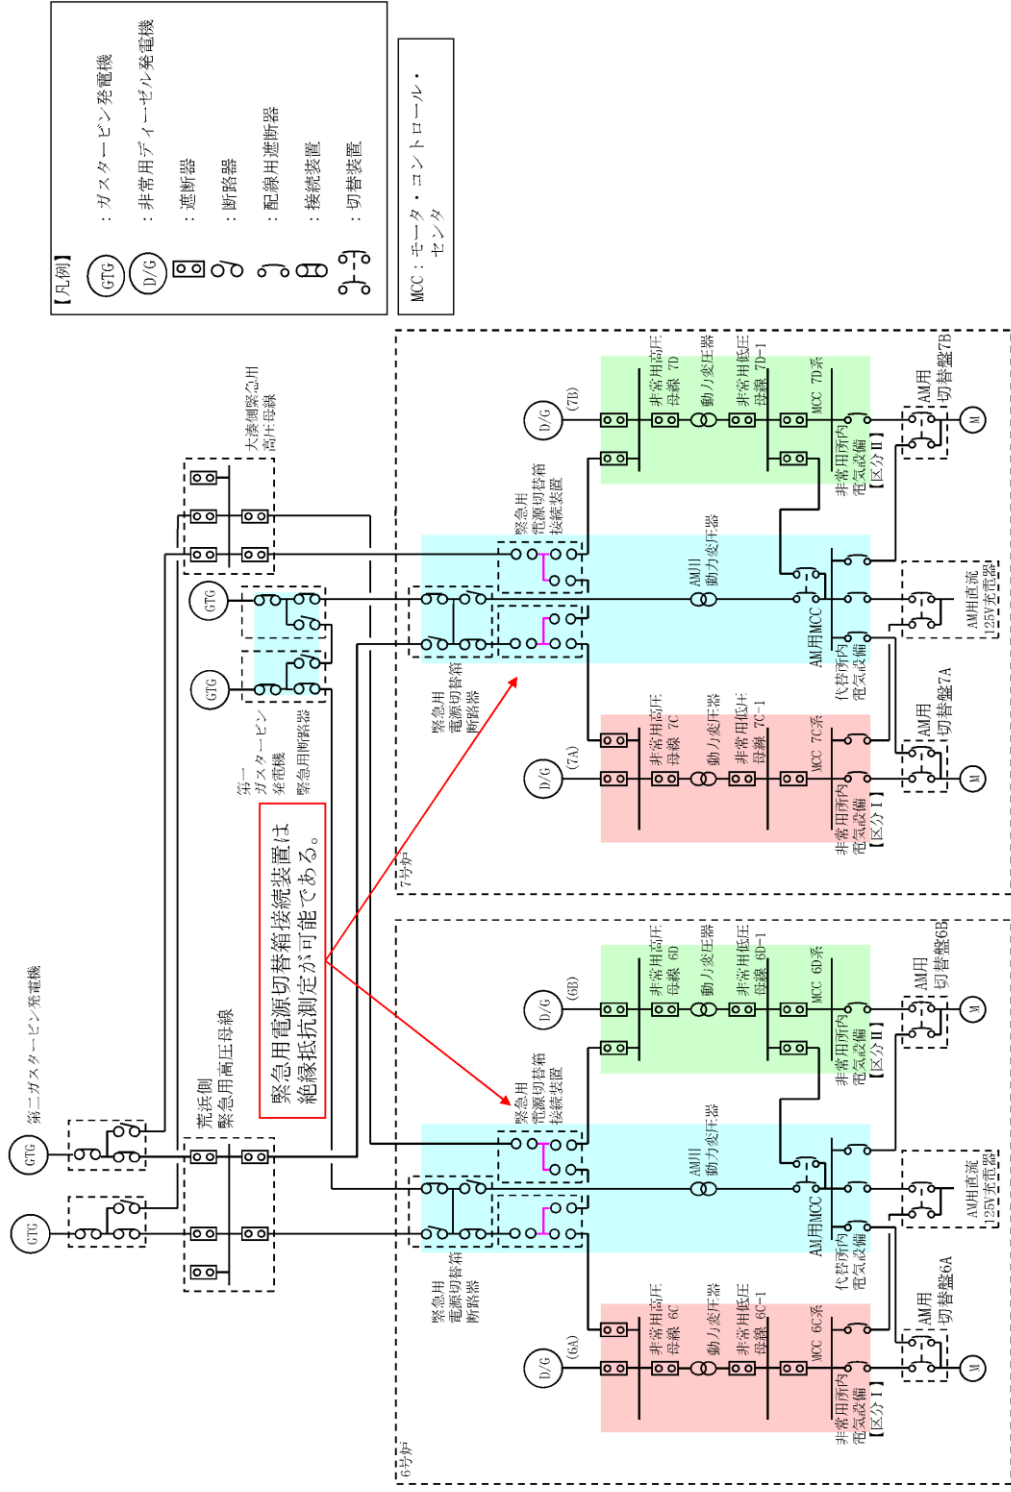 【凡例】
GTG ：ガスタービン発電機
D/G ：非常用ディーゼル発電機
：遮断器
：断路器
：配線用遮断器
：接続装置
：切替装置
MCC：モータ・コントロール・
センタ
第二ガスタービン発電機
GTG
GTG
荒浜側
緊急用高圧母線
大湊側緊急用
高圧母線
GTG
GTG
第一
ガスタービン
発電機
緊急用断路器
緊急用電源切替箱接続装置は
絶縁抵抗測定が可能である。
6号炉
緊急用
電源切替箱
断路器
緊急用
電源切替箱
接続装置
D/G
(6A)
D/G
(6B)
非常用高圧
母線 6C
動力変圧器
非常用低圧
母線 6C-1
MCC 6C系
非常用所内
電気設備
【区分Ⅰ】
AM用
動力変圧器
AM用MCC
代替所内
電気設備
非常用高圧
母線 6D
動力変圧器
非常用低圧
母線 6D-1
MCC 6D系
非常用所内
電気設備
【区分Ⅱ】
AM用
切替盤6A
M
AM用直流
125V充電器
AM用
切替盤6B
M
7号炉
緊急用
電源切替箱
断路器
緊急用
電源切替箱
接続装置
D/G
(7A)
D/G
(7B)
非常用高圧
母線 7C
動力変圧器
非常用低圧
母線 7C-1
MCC 7C系
非常用所内
電気設備
【区分Ⅰ】
AM用
動力変圧器
AM用MCC
代替所内
電気設備
非常用高圧
母線 7D
動力変圧器
非常用低圧
母線 7D-1
MCC 7D系
非常用所内
電気設備
【区分Ⅱ】
AM用
切替盤7A
M
AM用直流
125V充電器
AM用
切替盤7B
M